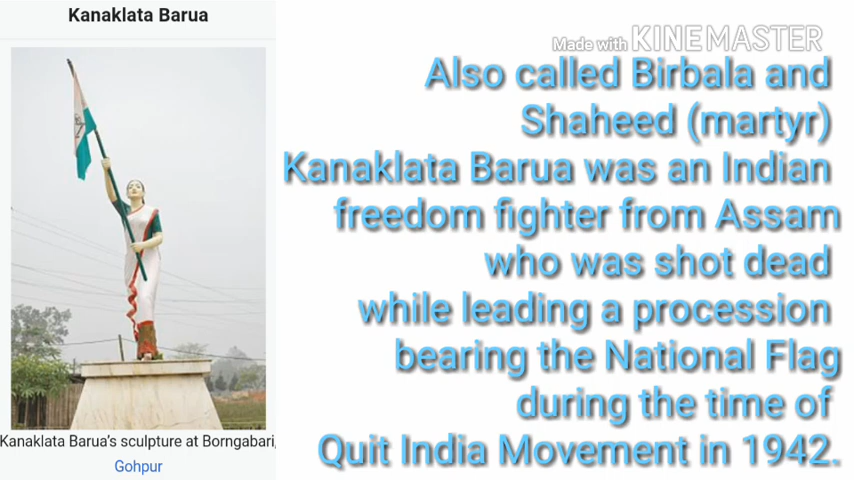 Kanaklata Barua
Kanaklata Barua's sculpture at Borngabari,
Gohpur
Made with KINEMASTER
Also called Birbala and
Shaheed (martyr)
Kanaklata Barua was an Indian
freedom fighter from Assam
who was shot dead
while leading a procession
bearing the National Flag
during the time of
Quit India Movement in 1942.